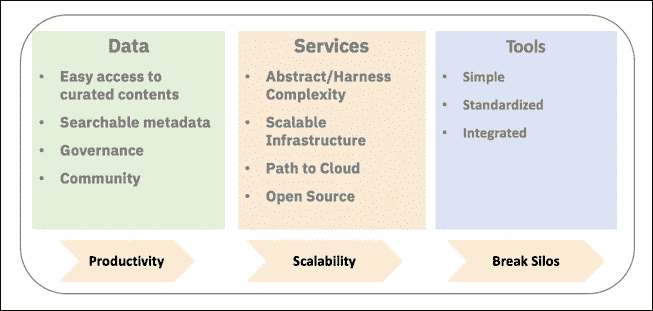 Data
• Easy access to
curated contents
• Searchable metadata
• Governance
• Community
Services
• Abstract/Harness
Complexity
• Scalable
Infrastructure
• Path to Cloud
• Open Source
Tools
• Simple
• Standardized
• Integrated
Productivity
Scalability
Break Silos